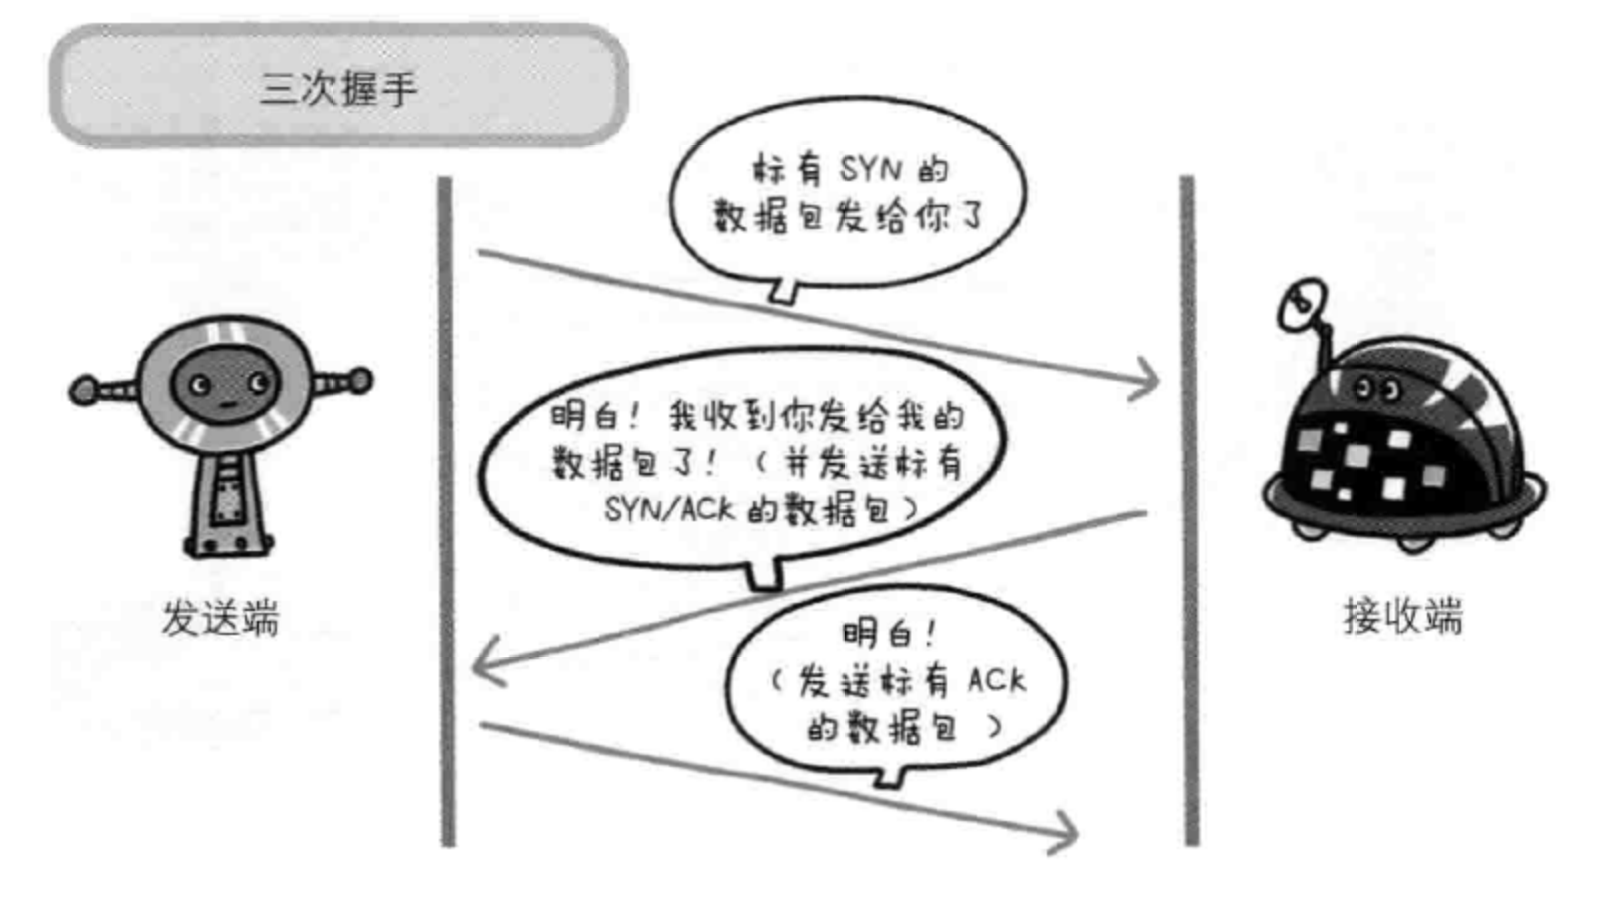 三次握手
标有 SYN 的
数据包发给你了
明白！我收到你发给我的
数据包了！（并发送标有
SYN/ACK 的数据包）
发送端
接收端
明白！
（发送标有 ACK
的数据包）